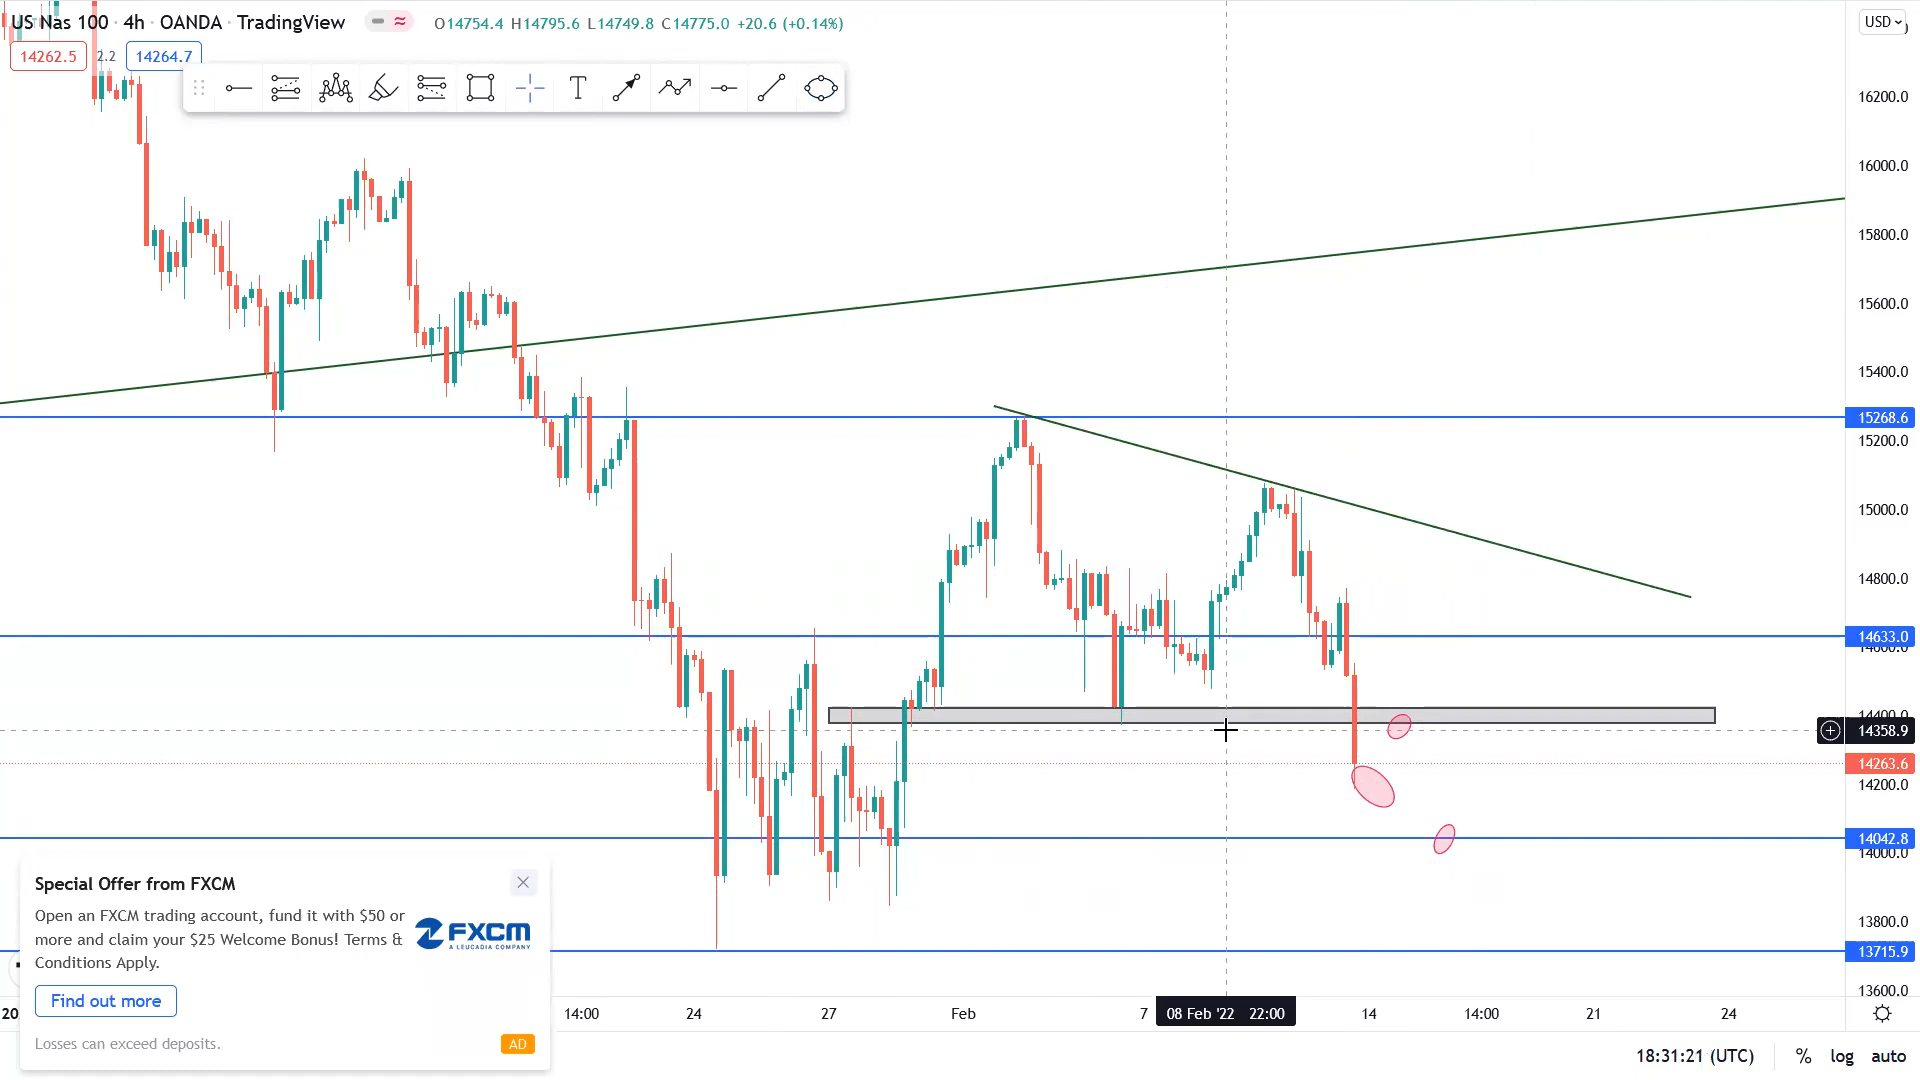 US Nas 100 · 4h · OANDA · TradingView
O14754.4 H14795.6 L14749.8 C14775.0 +20.6 (+0.14%)
USD
14262.5
2.2
14264.7
T
16200.0
16000.0
15800.0
15600.0
15400.0
15268.6
15200.0
15000.0
14800.0
14633.0
14600.0
14400.0
14358.9
14263.6
14200.0
14042.8
14000.0
13800.0
13715.9
13600.0
Special Offer from FXCM
Open an FXCM trading account, fund it with $50 or
more and claim your $25 Welcome Bonus! Terms &
Conditions Apply.
FXCM
A LEUCADIA COMPANY
Find out more
Losses can exceed deposits.
AD
14:00
24
27
Feb
7
08 Feb '22 22:00
14
14:00
21
24
18:31:21 (UTC)
%
log
auto